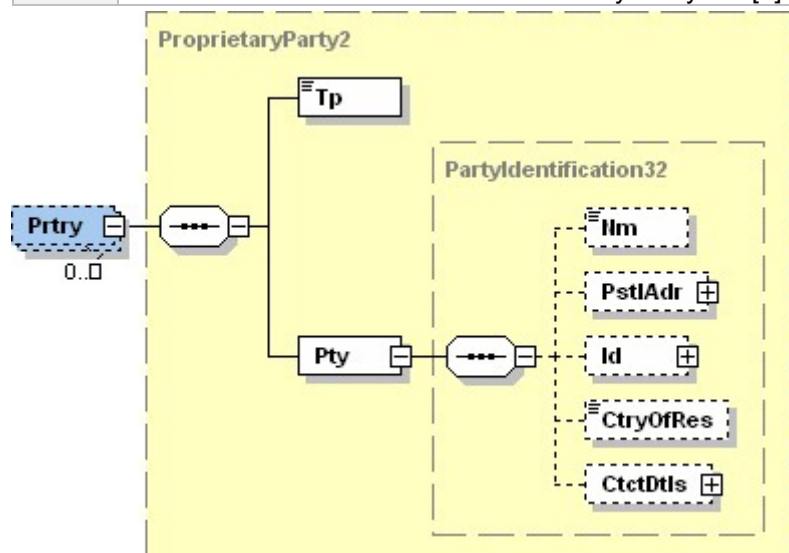 ProprietaryParty2
Tp
PartyIdentification32
Nm
Prtry
0..
PstlAdr
Pty
Id
CtryOfRes
CtctDtls